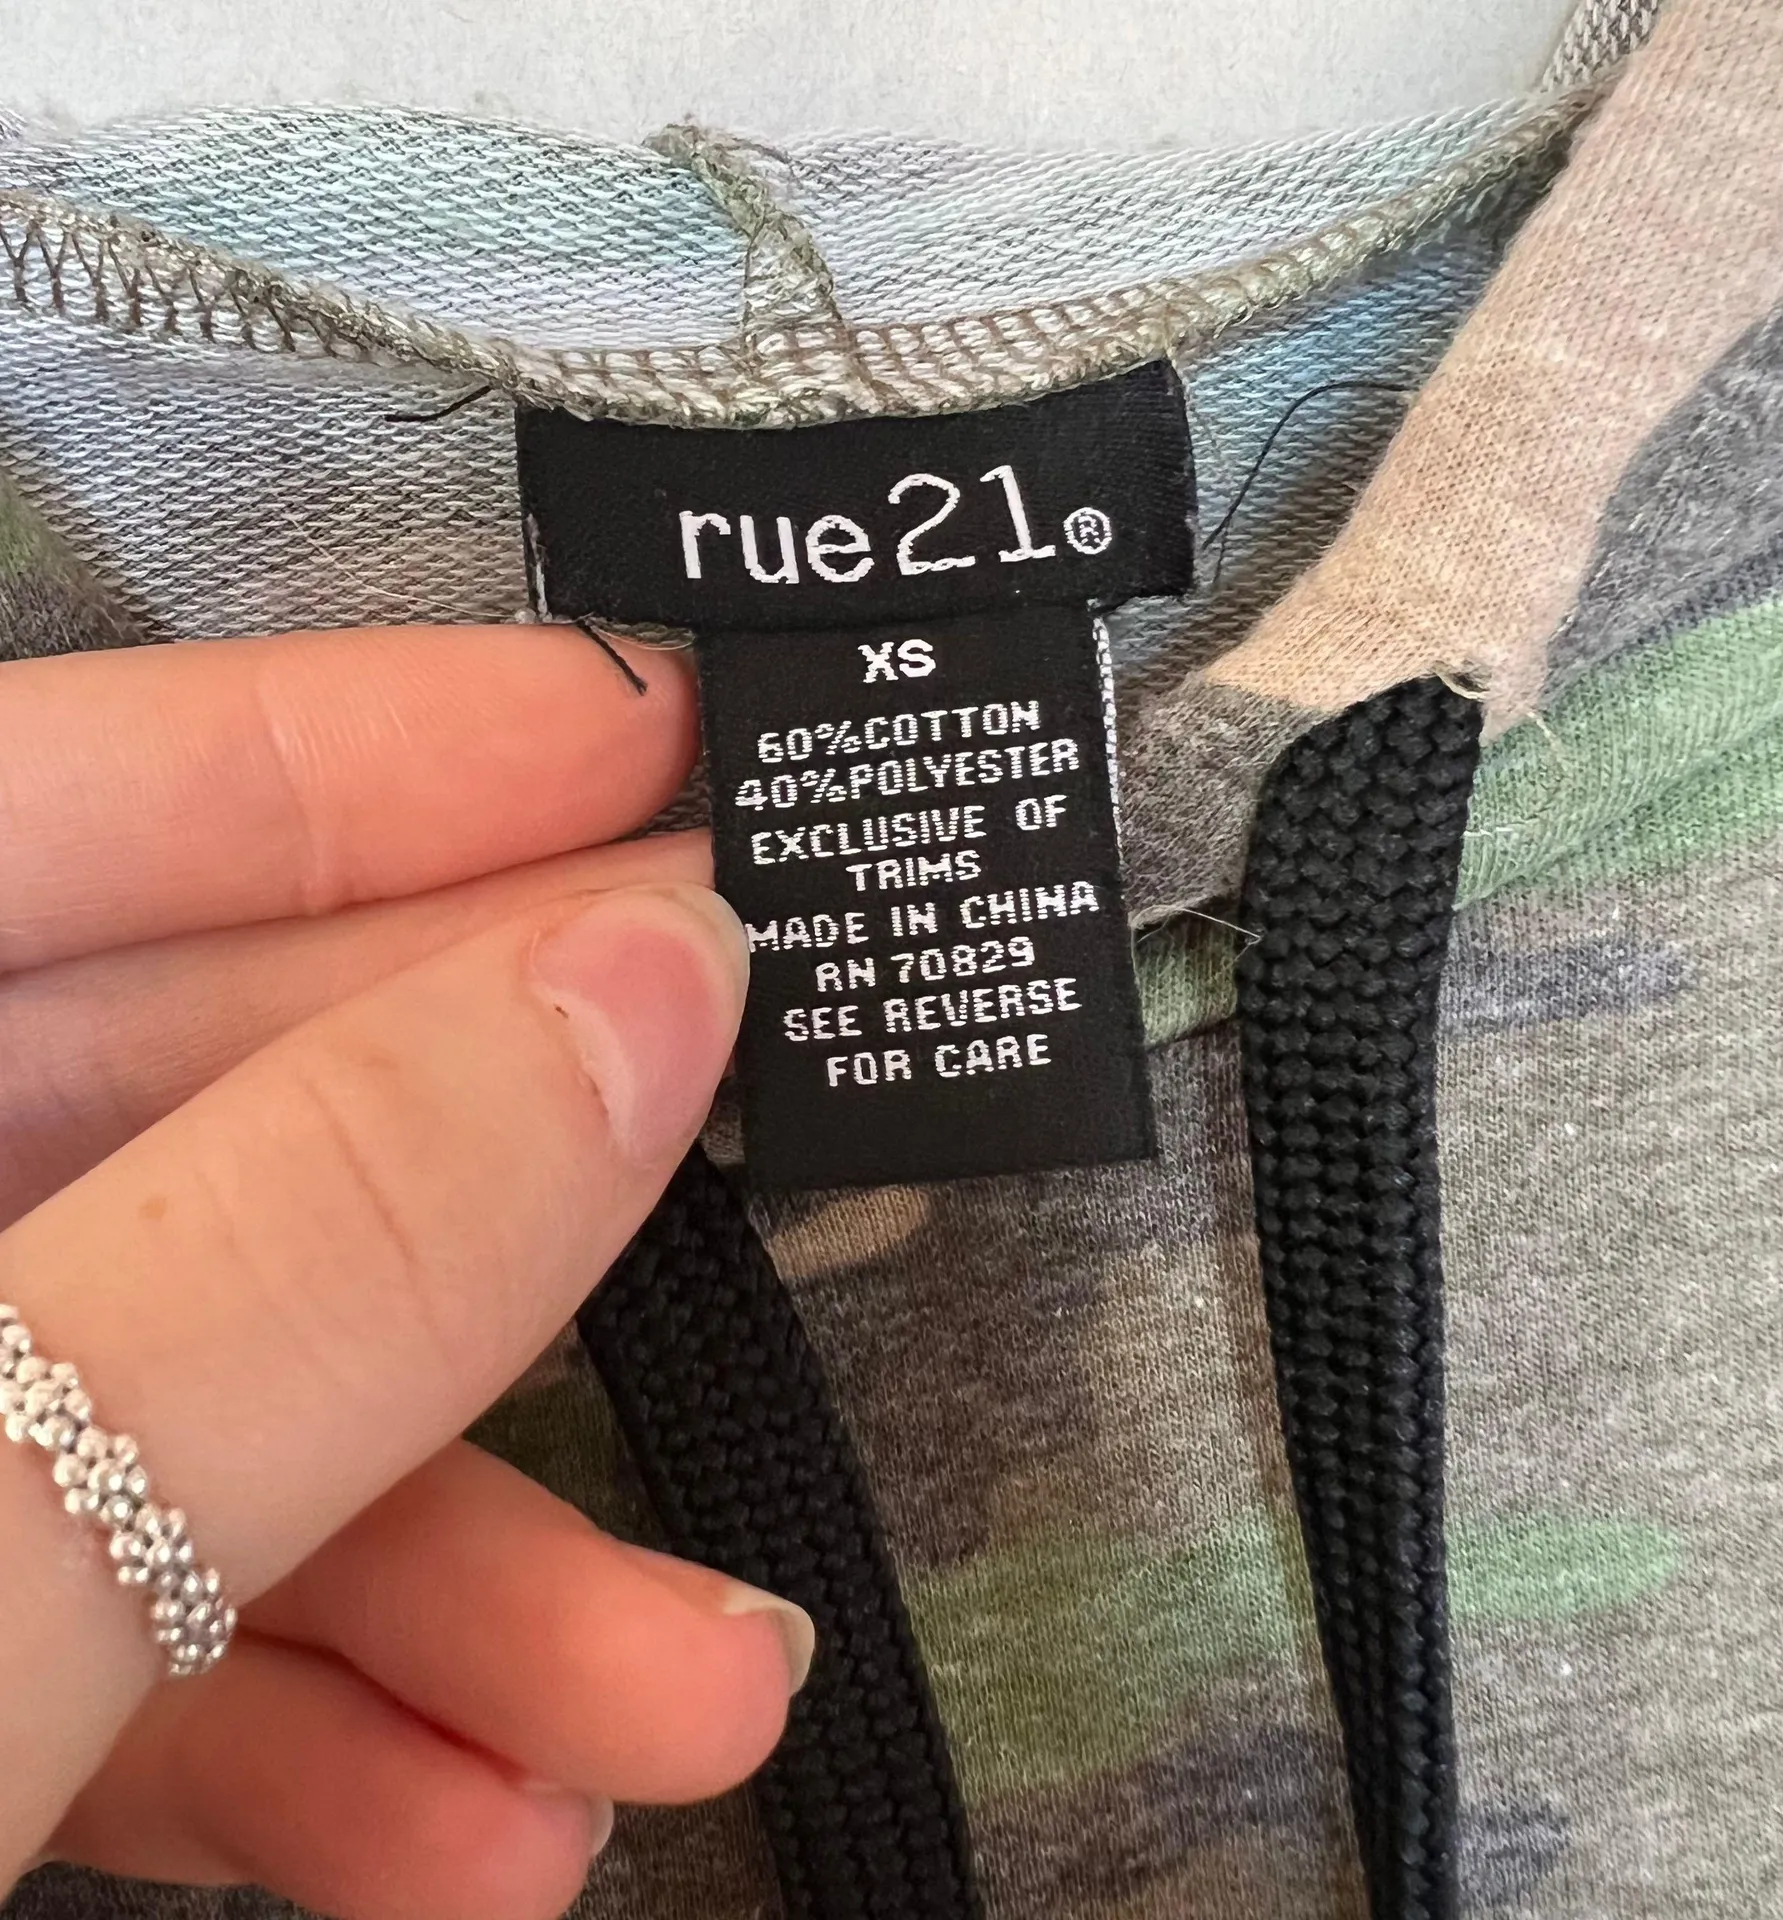 rue21®
XS
60%COTTON
40%POLYESTER
EXCLUSIVE OF
TRIMS
MADE IN CHINA
RN 70829
SEE REVERSE
FOR CARE